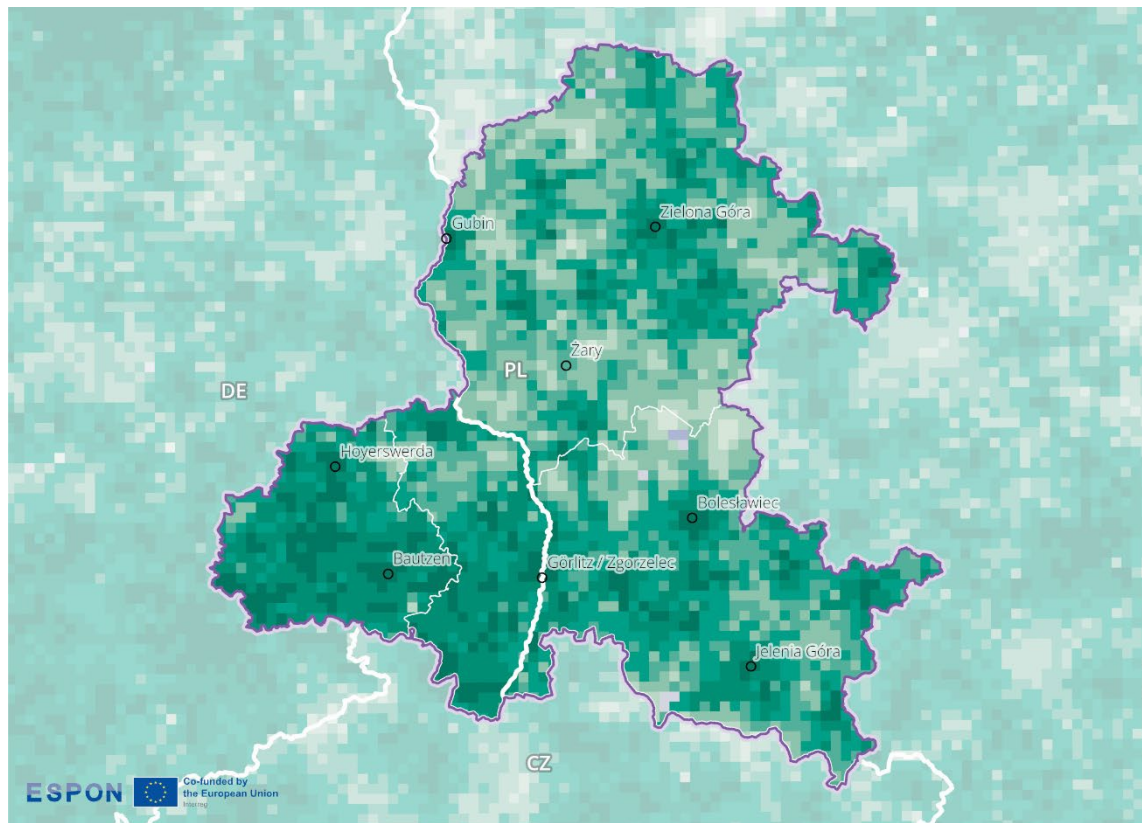 Gubin
Zielona Góra
Żary
PL
DE
Hoyerswerda
Bolesławiec
Bautzen
Görlitz / Zgorzelec
Jelenia Góra
CZ
ESPON
Co-funded by
the European Union
Interreg